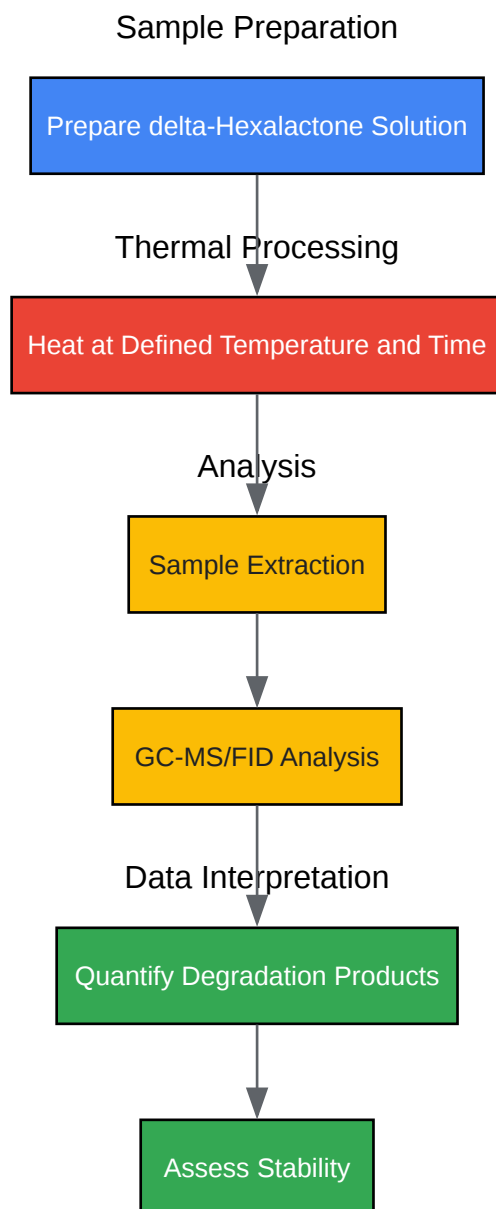 Sample Preparation
Prepare delta-Hexalactone Solution
Thermal Processing
Heat at Defined Temperature and Time
Analysis
Sample Extraction
GC-MS/FID Analysis
Data Interpretation
Quantify Degradation Products
Assess Stability